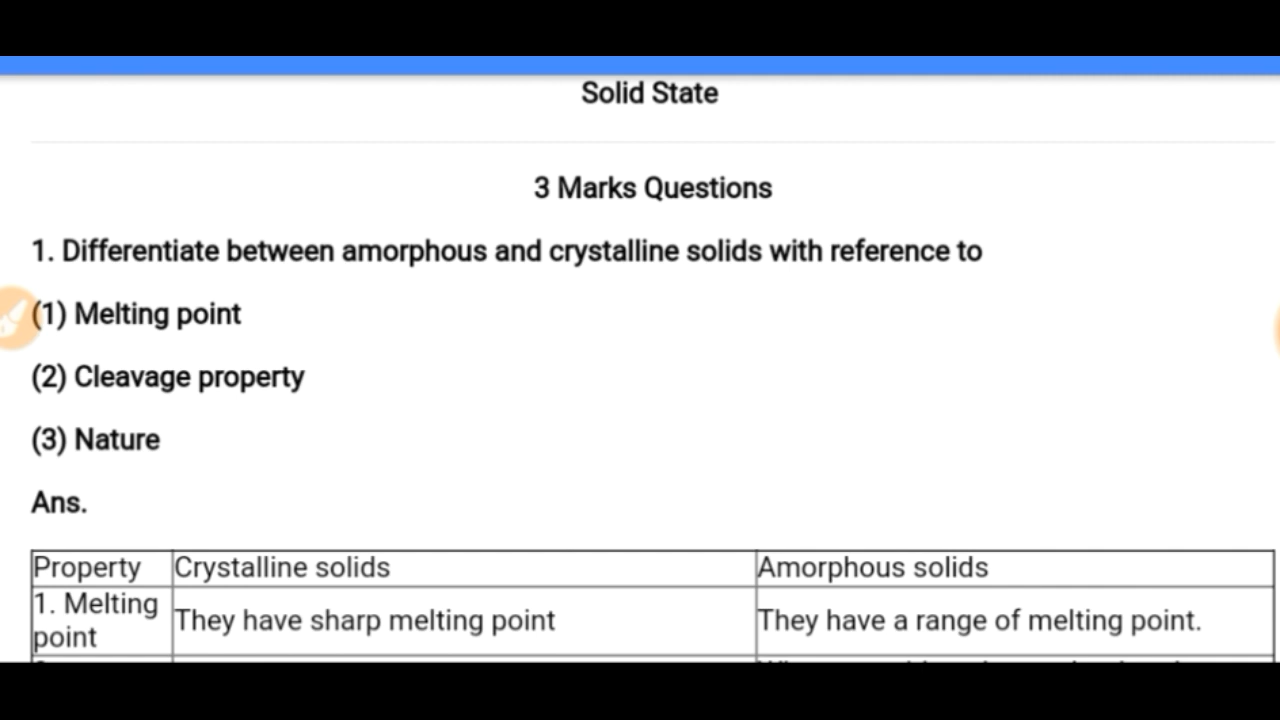 Solid State
3 Marks Questions
1. Differentiate between amorphous and crystalline solids with reference to
(1) Melting point
(2) Cleavage property
(3) Nature
Ans.
Property Crystalline solids Amorphous solids
1. Melting point They have sharp melting point They have a range of melting point.